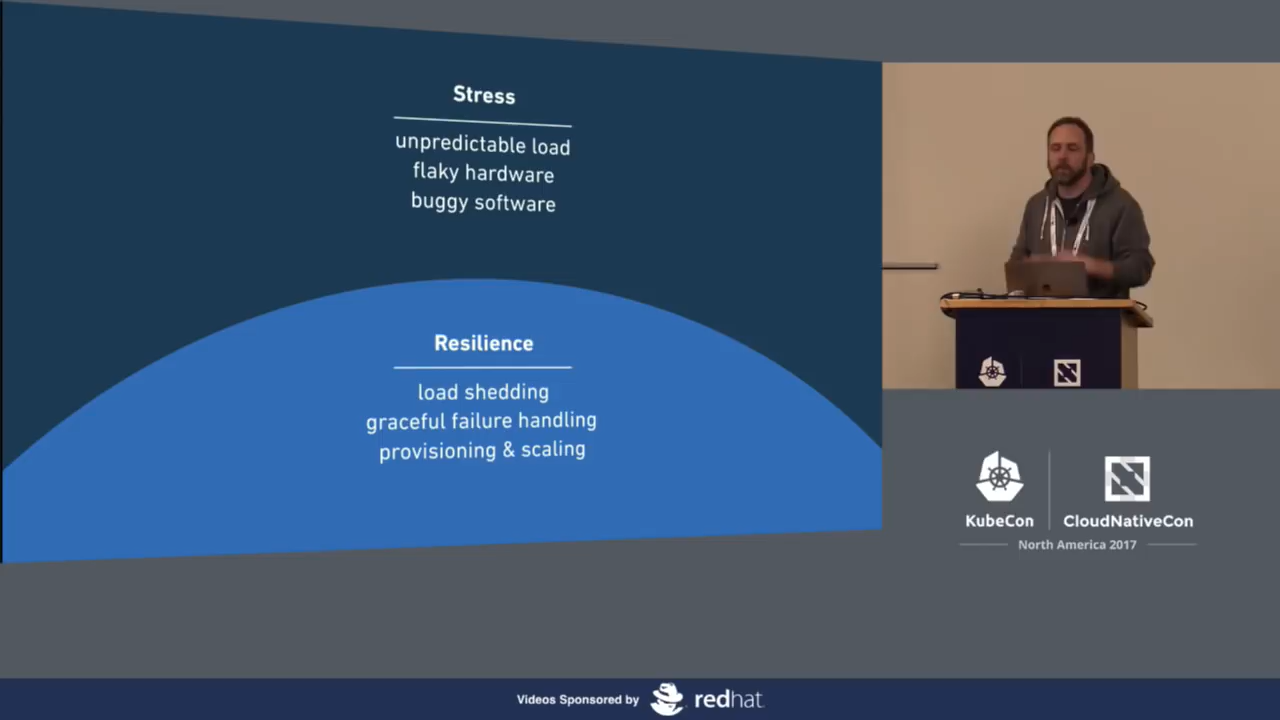 Stress
unpredictable load
flaky hardware
buggy software
Resilience
load shedding
graceful failure handling
provisioning & scaling
KubeCon
CloudNativeCon
North America 2017
Videos Sponsored by
redhat